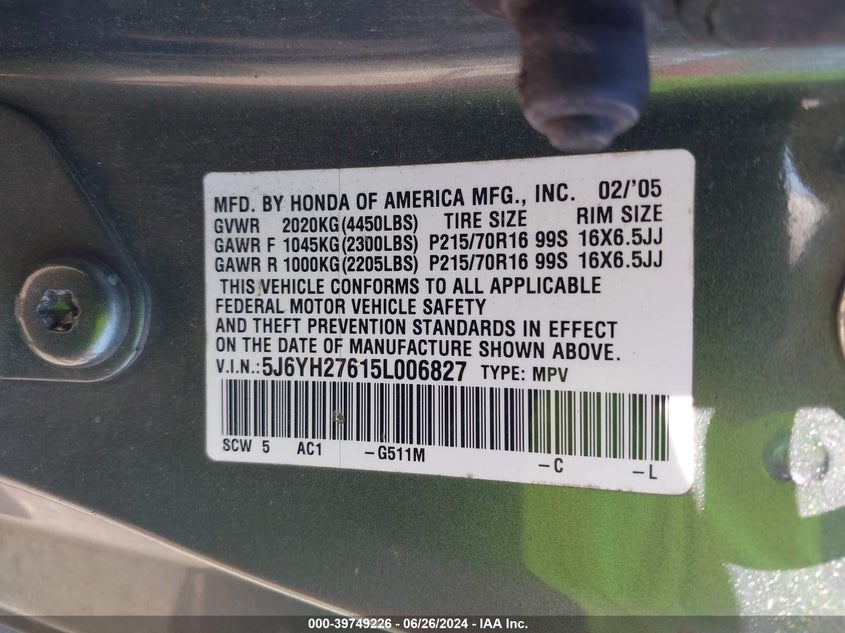 MFD. BY HONDA OF AMERICA MFG., INC. 02/'05
GVWR 2020KG(4450LBS) TIRE SIZE RIM SIZE
GAWR F 1045KG(2300LBS) P215/70R16 99S 16X6.5JJ
GAWR R 1000KG(2205LBS) P215/70R16 99S 16X6.5JJ
THIS VEHICLE CONFORMS TO ALL APPLICABLE
FEDERAL MOTOR VEHICLE SAFETY
AND THEFT PREVENTION STANDARDS IN EFFECT
ON THE DATE OF MANUFACTURE SHOWN ABOVE.
V.I.N.:5J6YH27615L006827 TYPE: MPV
SCW 5 AC1 -G511M -C -L
000-39749226 - 06/26/2024 - IAA Inc.